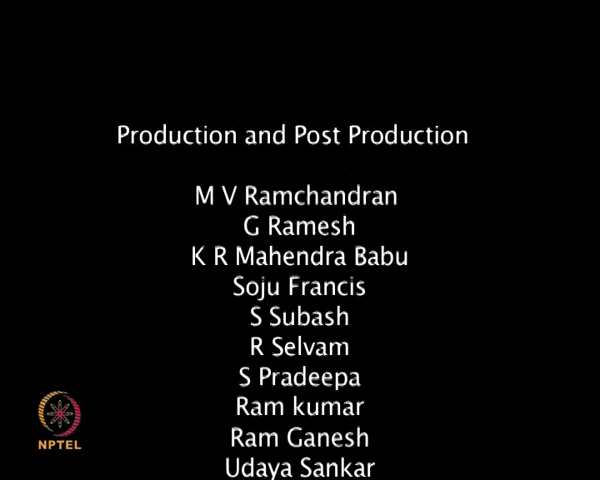 Production and Post Production
M V Ramchandran
G Ramesh
K R Mahendra Babu
Soju Francis
S Subash
R Selvam
S Pradeepa
Ram kumar
Ram Ganesh
Udaya Sankar
NPTEL